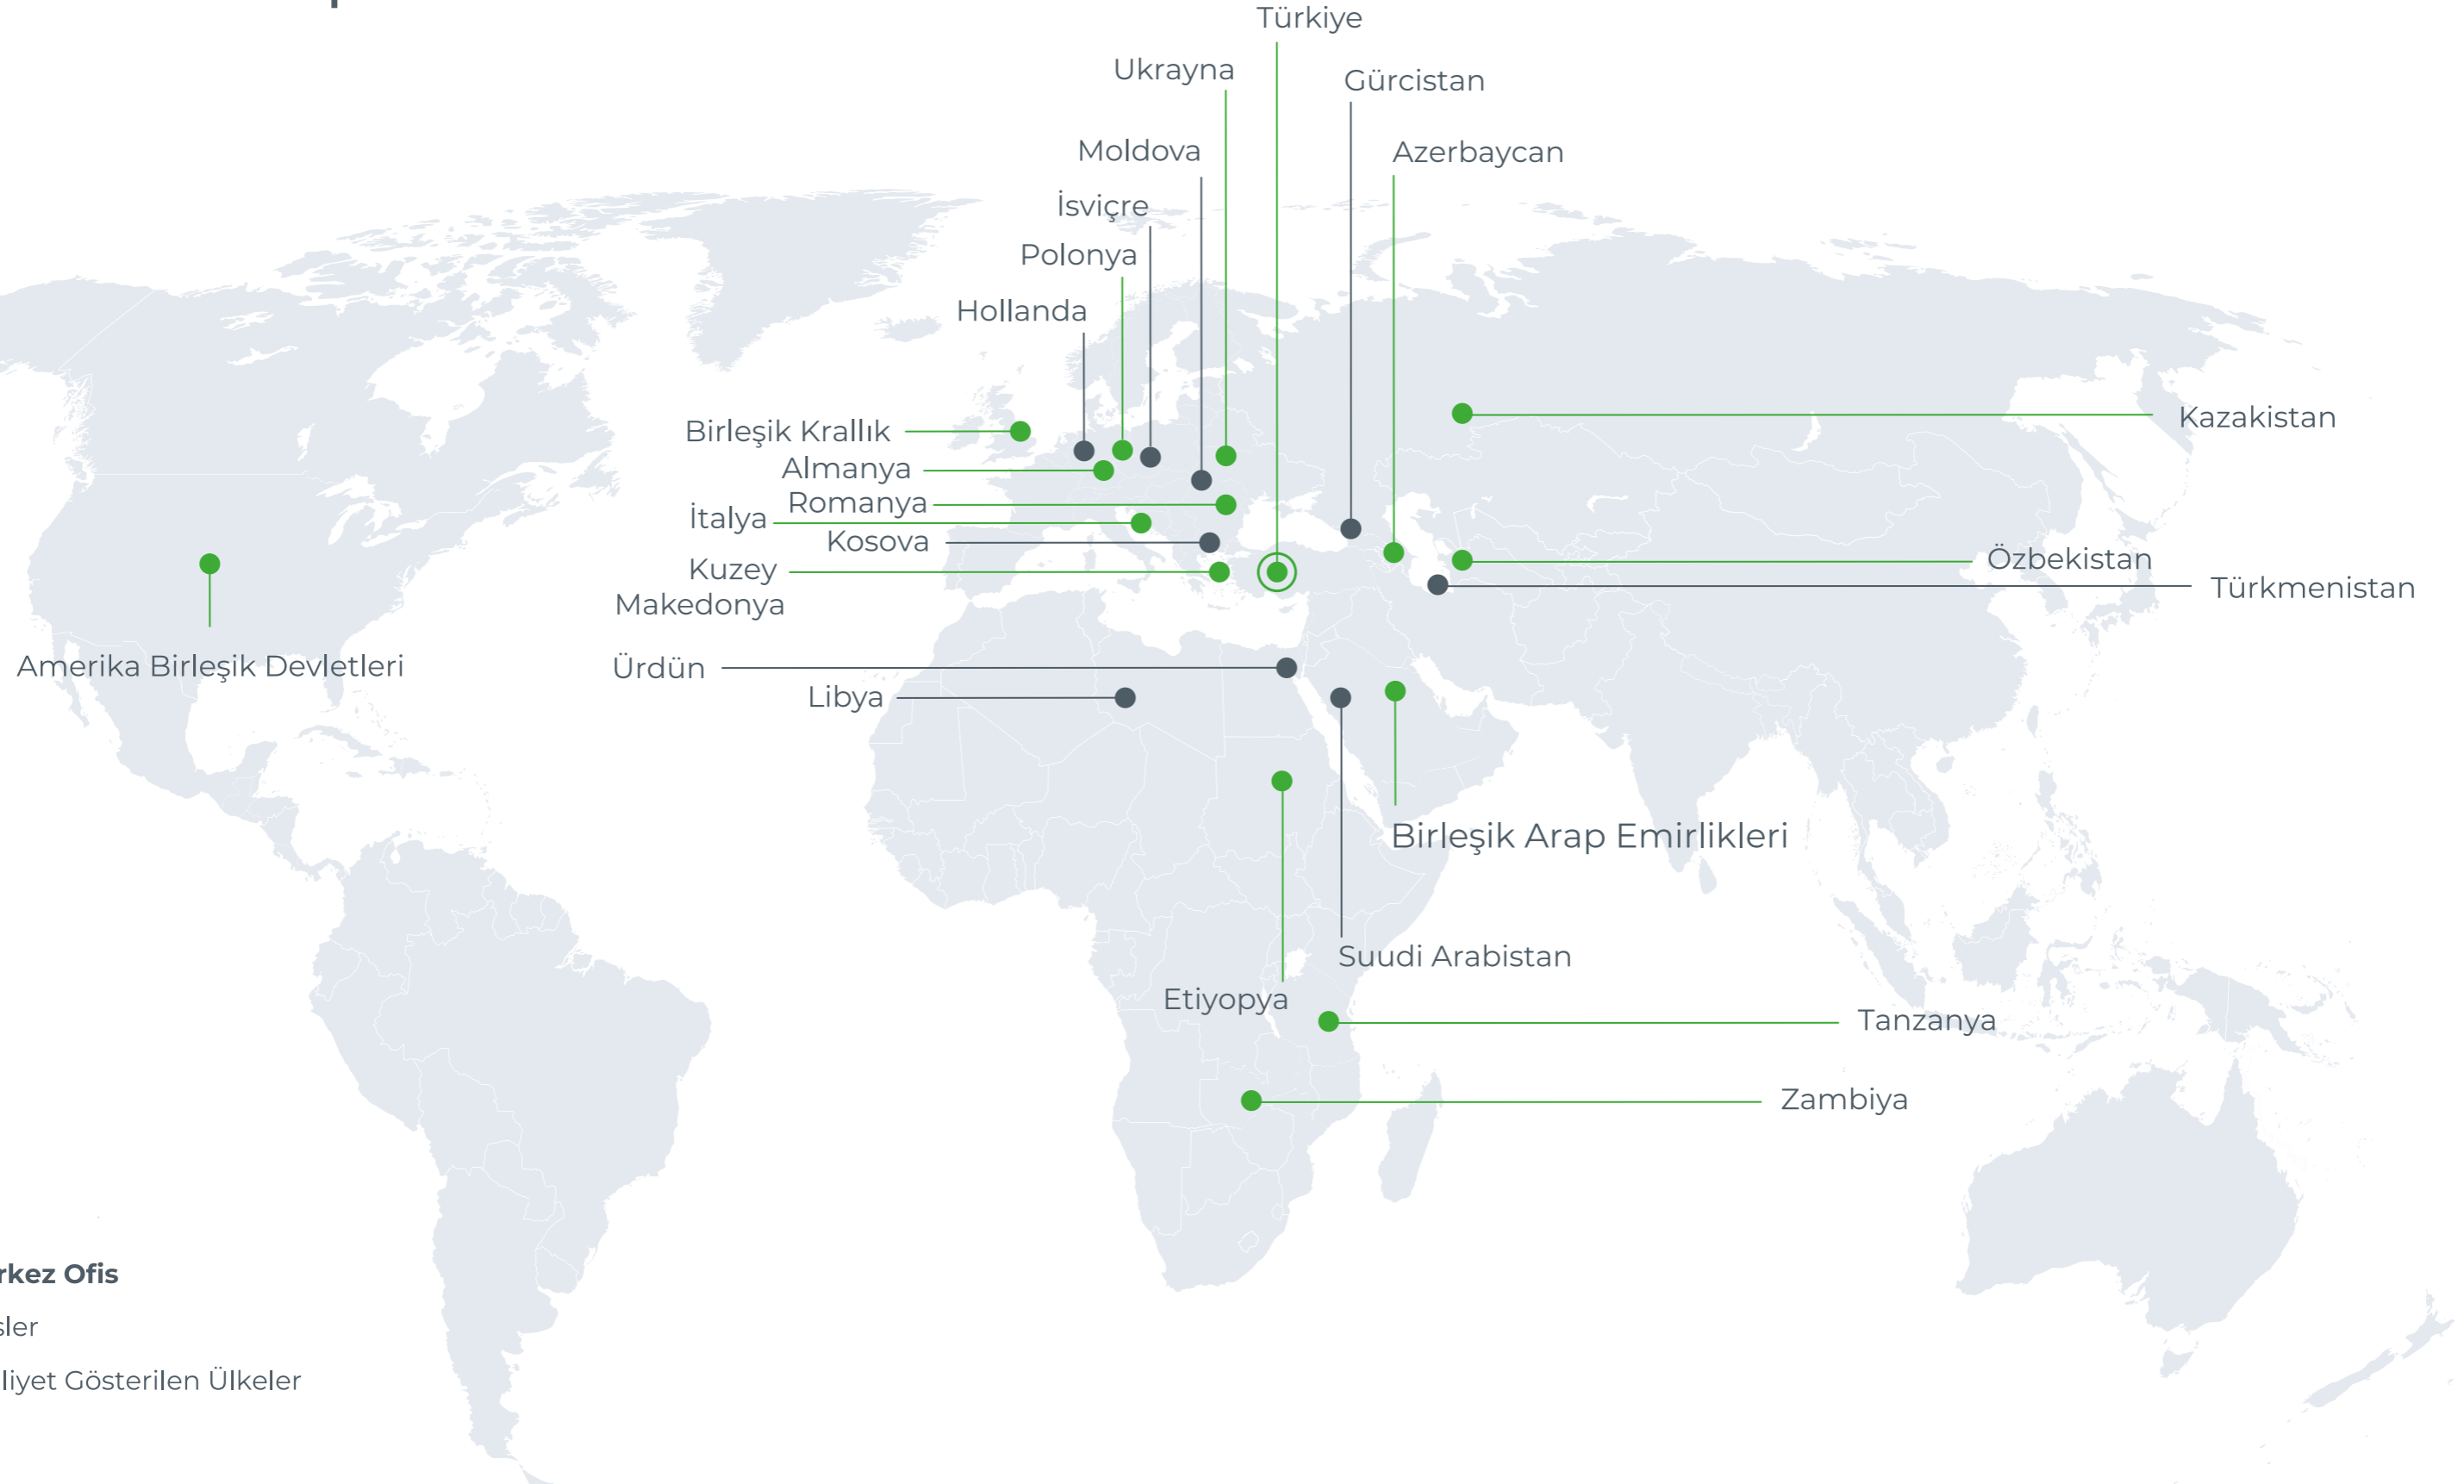 Türkiye
Ukrayna
Gürcistan
Moldova
Azerbaycan
İsviçre
Polonya
Hollanda
Kazakistan
Birleşik Krallık
Almanya
Romanya
İtalya
Kosova
Özbekistan
Kuzey
Makedonya
Türkmenistan
Amerika Birleşik Devletleri
Ürdün
Libya
Birleşik Arap Emirlikleri
Suudi Arabistan
Etiyopya
Tanzanya
Zambiya
rkez Ofis
sler
liyet Gösterilen Ülkeler